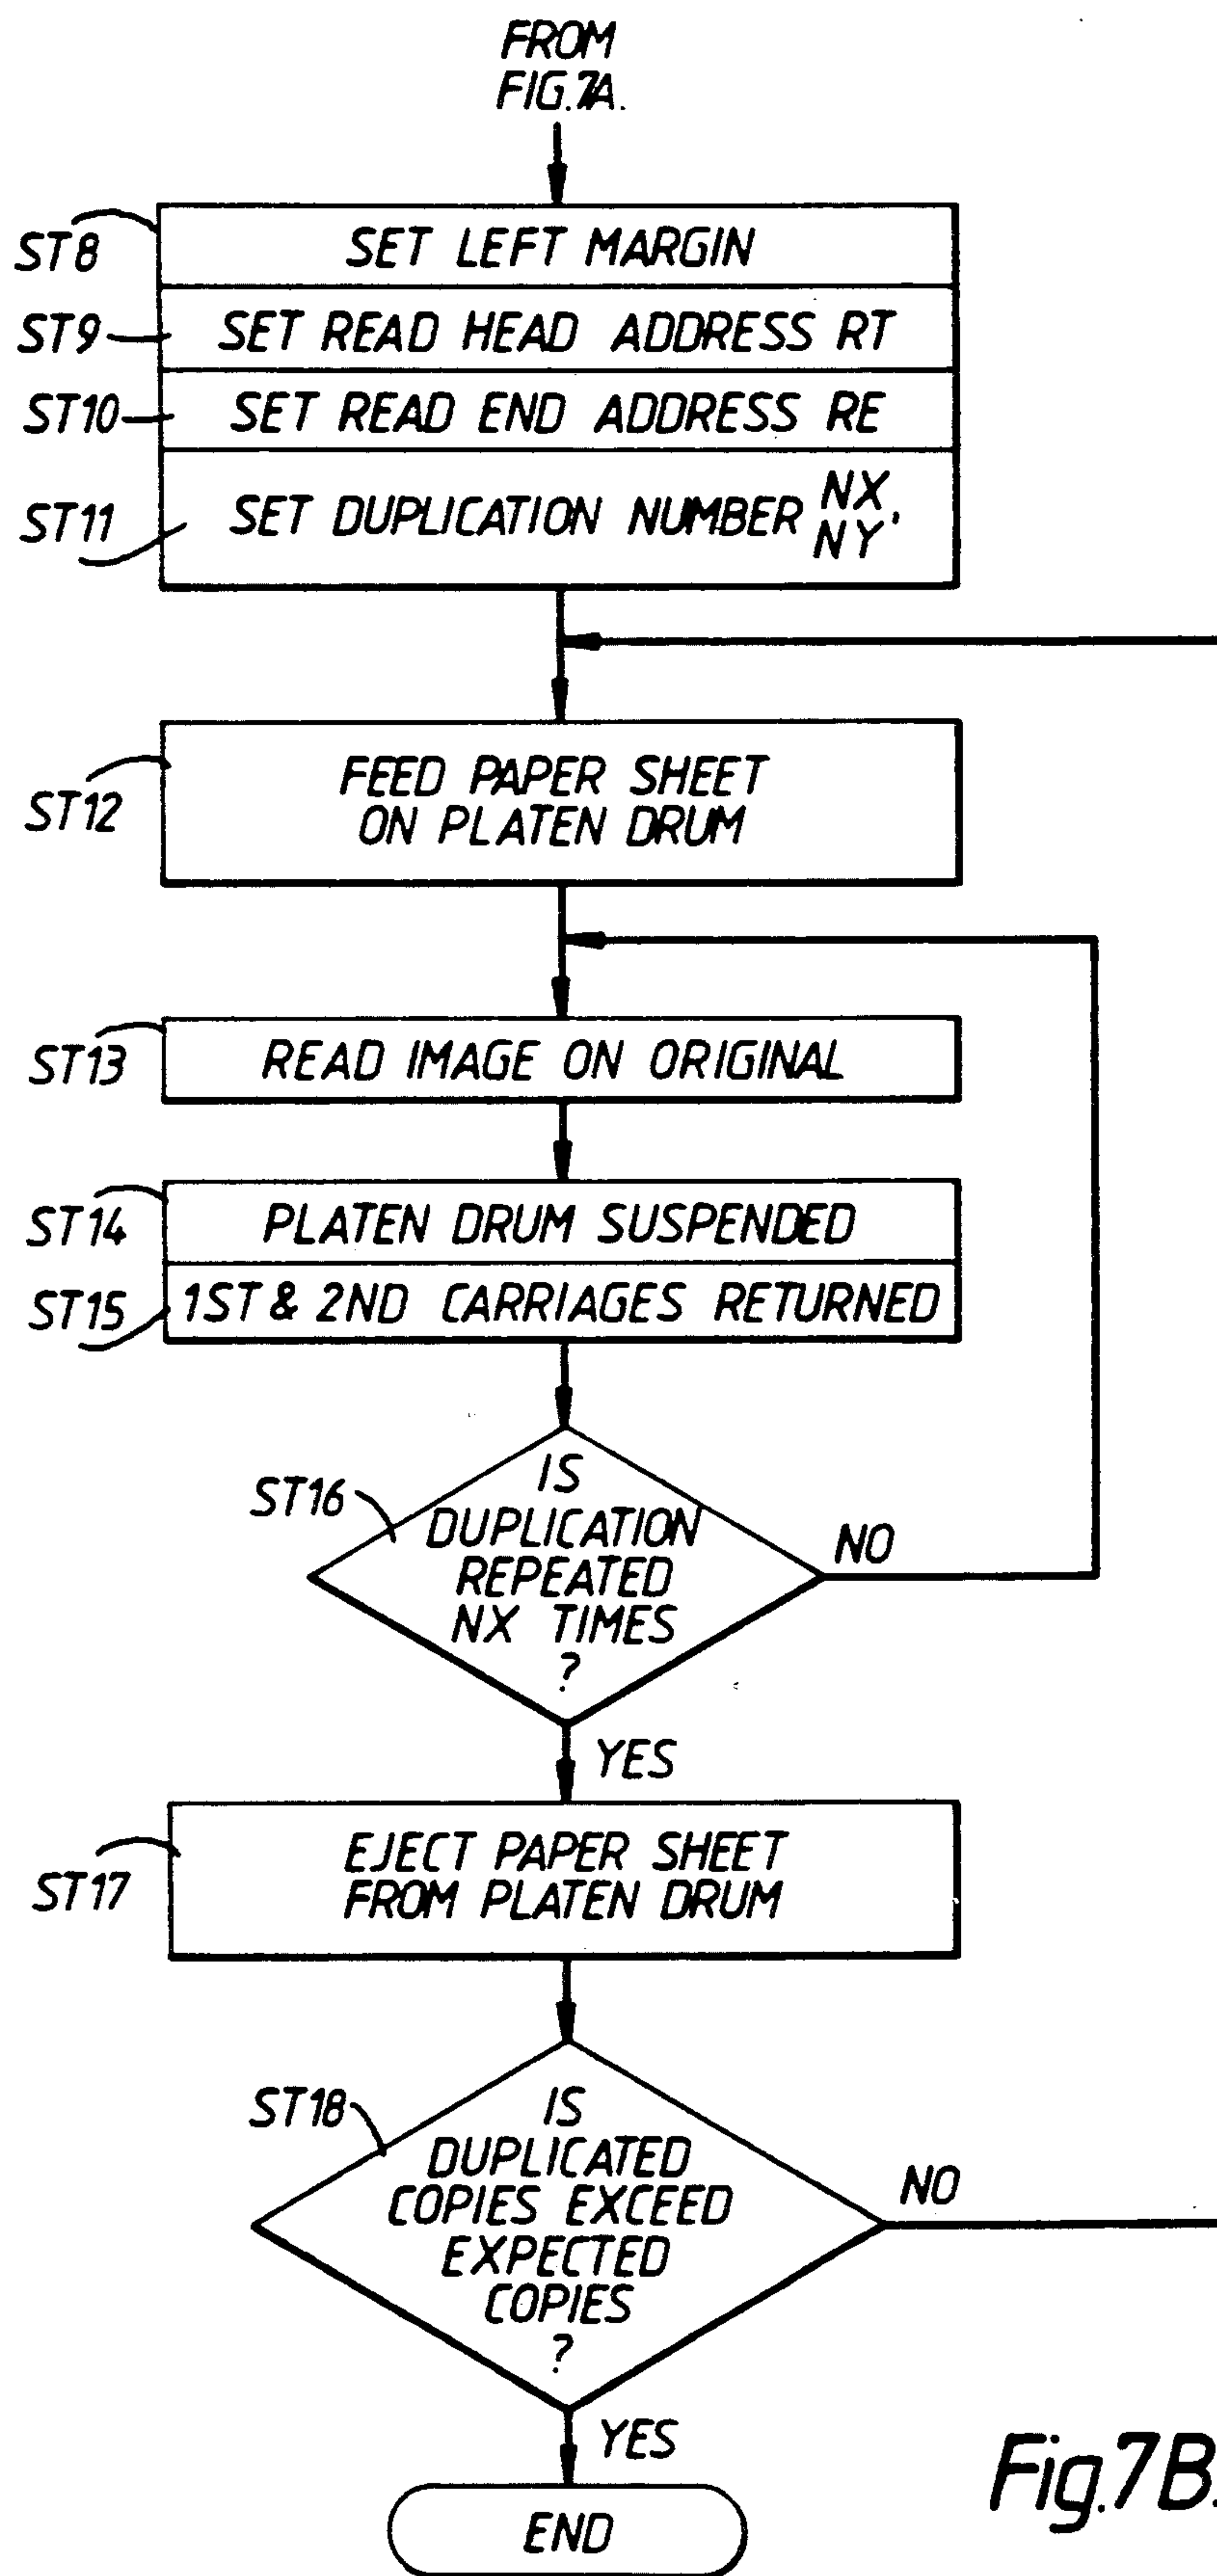 FROM
FIG.7A.
ST8
SET LEFT MARGIN
ST9
SET READ HEAD ADDRESS RT
ST10
SET READ END ADDRESS RE
ST11
SET DUPLICATION NUMBER NX,
NY
ST12
FEED PAPER SHEET
ON PLATEN DRUM
ST13
READ IMAGE ON ORIGINAL
ST14
PLATEN DRUM SUSPENDED
ST15
1ST & 2ND CARRIAGES RETURNED
ST16
IS
DUPLICATION
REPEATED
NX TIMES
?
NO
YES
ST17
EJECT PAPER SHEET
FROM PLATEN DRUM
ST18
IS
DUPLICATED
COPIES EXCEED
EXPECTED
COPIES
?
NO
YES
END
Fig.7B.